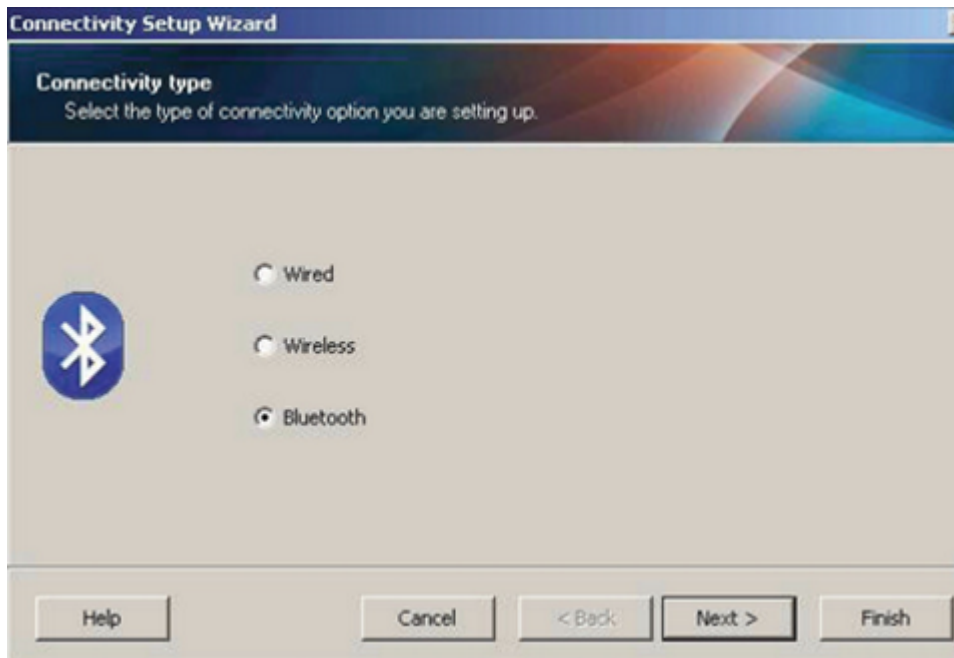 Connectivity Setup Wizard
Connectivity type
Select the type of connectivity option you are setting up.
Wired
Wireless
Bluetooth
Help
Cancel
< Back
Next >
Finish